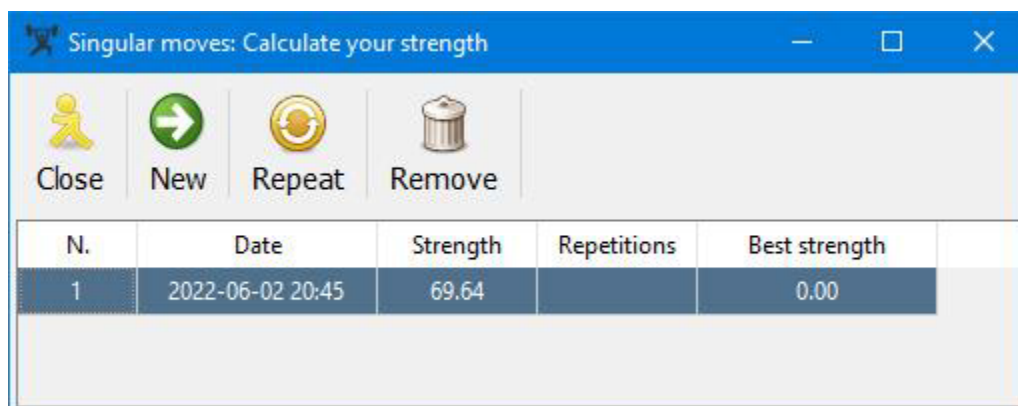 Singular moves: Calculate your strength
Close New Repeat Remove
N. Date Strength Repetitions Best strength
1 2022-06-02 20:45 69.64 0.00